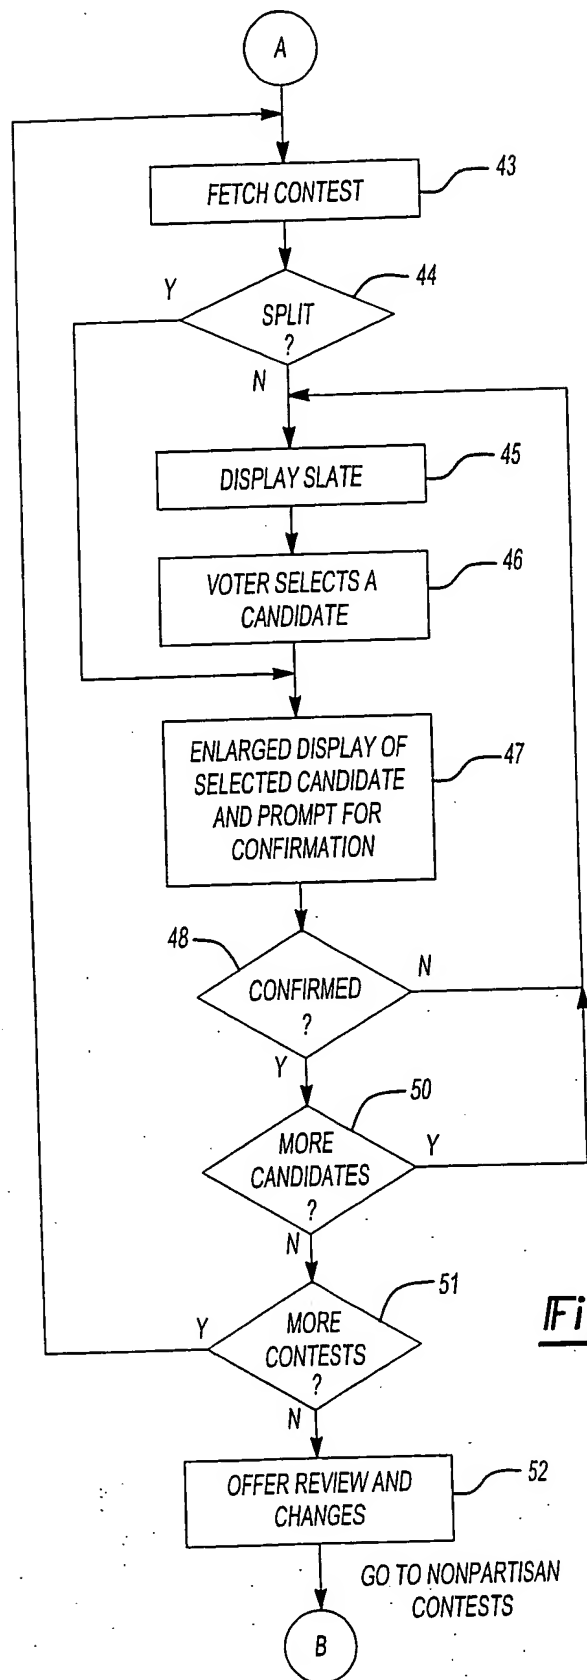 A
FETCH CONTEST
43
Y
SPLIT
?
44
N
DISPLAY SLATE
45
VOTER SELECTS A
CANDIDATE
46
ENLARGED DISPLAY OF
SELECTED CANDIDATE
AND PROMPT FOR
CONFIRMATION
47
48
CONFIRMED
?
N
Y
50
MORE
CANDIDATES
?
Y
N
51
Y
MORE
CONTESTS
?
Fi
N
OFFER REVIEW AND
CHANGES
52
GO TO NONPARTISAN
CONTESTS
B